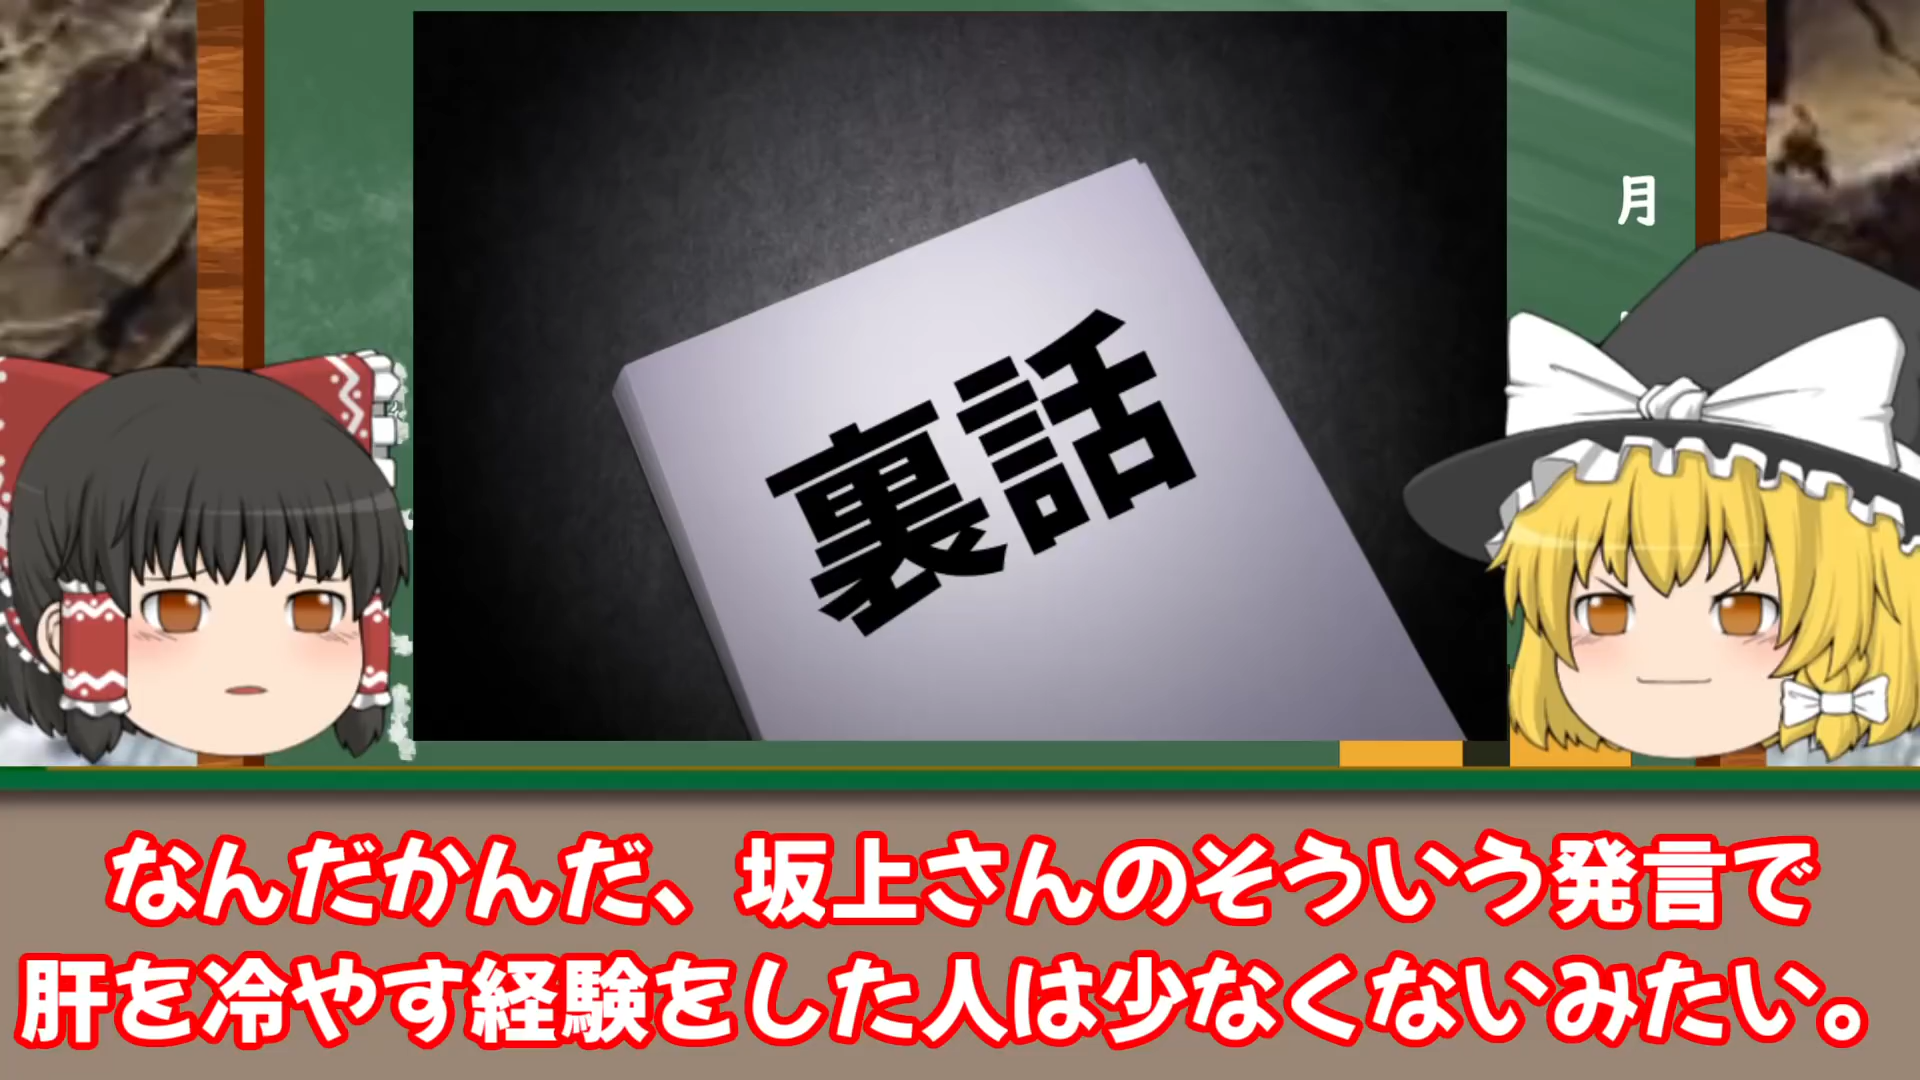 裏話
月
なんだかんだ、坂上さんのそういう発言で
肝を冷やす経験をした人は少なくないみたい。